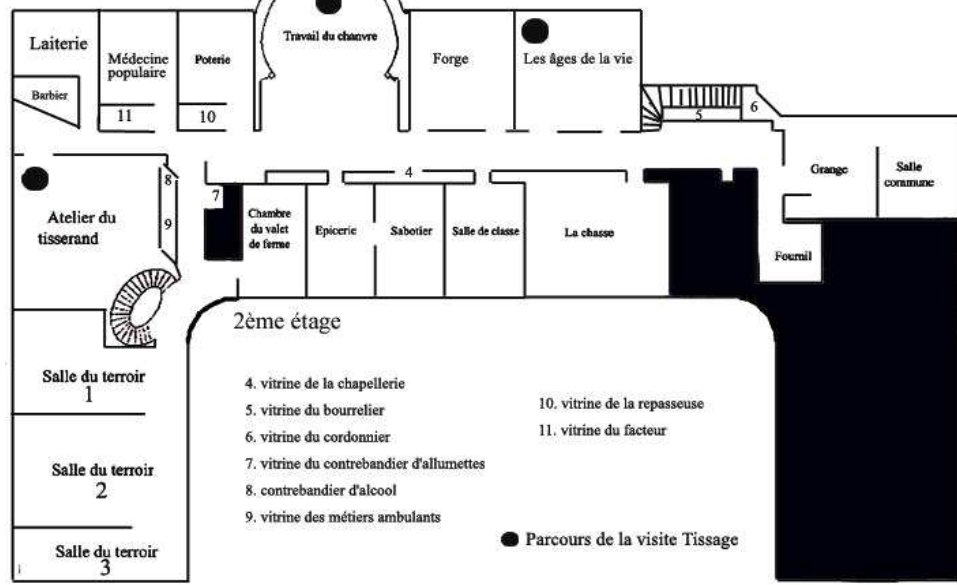 Travail du chanvre
Laiterie
Médecine
populaire
Poterie
Forge
Les âges de la vie
Barbier
11
10
5
6
4
8
7
9
Grange
Salle
commune
Atelier du
tisserand
Chambre
du valet
de ferme
Epicerie
Sabotier
Salle de classe
La chasse
Fournil
2ème étage
Salle du terroir
1
Salle du terroir
2
Salle du terroir
3
4. vitrine de la chapellerie
5. vitrine du bourrelier
6. vitrine du cordonnier
7. vitrine du contrebandier d'allumettes
8. contrebandier d'alcool
9. vitrine des métiers ambulants
10. vitrine de la repasseuse
11. vitrine du facteur
Parcours de la visite Tissage